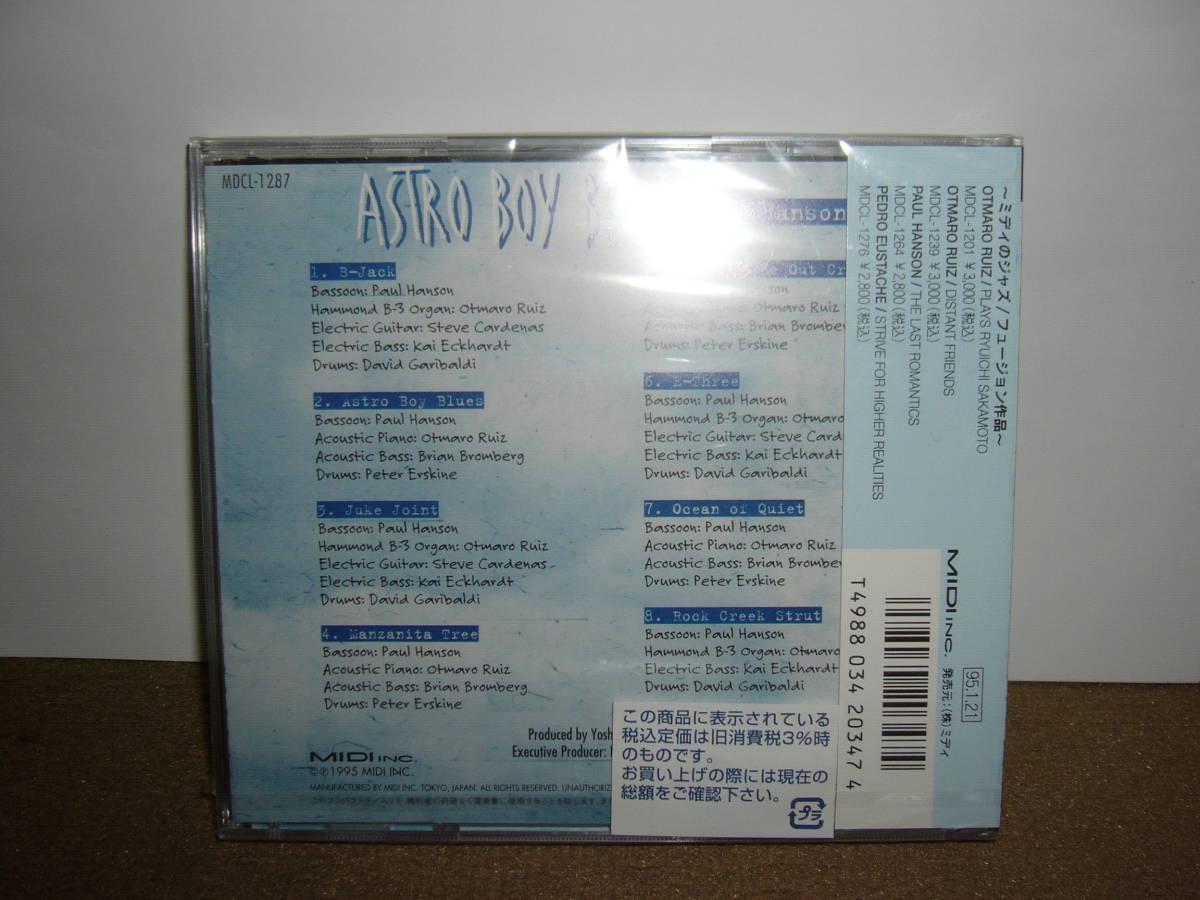 MDCL-1287
ASTRO BOY B
Hanson
1. B-Jack
Bassoon: Paul Hanson
Hammond B-3 Organ: Otmaro Ruiz
Electric Guitar: Steve Cardenas
Electric Bass: Kai Eckhardt
Drums: David Garibaldi
2. Astro Boy Blues
Bassoon: Paul Hanson
Acoustic Piano: Otmaro Ruiz
Acoustic Bass: Brian Bromberg
Drums: Peter Erskine
3. Juke Joint
Bassoon: Paul Hanson
Hammond B-3 Organ: Otmaro Ruiz
Electric Guitar: Steve Cardenas
Electric Bass: Kai Eckhardt
Drums: David Garibaldi
4. Manzanita Tree
Bassoon: Paul Hanson
Acoustic Piano: Otmaro Ruiz
Acoustic Bass: Brian Bromberg
Drums: Peter Erskine
Out Cr
Hanson
Otmaro Ruiz
Acoustic Bass: Brian Brombe
Drums: Peter Erskine
6. E-Three
Bassoon: Paul Hanson
Hammond B-3 Organ: Otmaro
Electric Guitar: Steve Card
Electric Bass: Kai Eckhardt
Drums: David Garibaldi
7. Ocean of Quiet
Bassoon: Paul Hanson
Acoustic Piano: Otmaro Ruiz
Acoustic Bass: Brian Brombe
Drums: Peter Erskine
8. Rock Creek Strut
Bassoon: Paul Hanson
Hammond B-3 Organ: Otmaro
Electric Bass: Kai Eckhardt
Drums: David Garibaldi
Produced by Yosh
Executive Producer:
MIDI INC.
©℗1995 MIDI INC.
MANUFACTURED BY MIDI INC. TOKYO, JAPAN. ALL RIGHTS RESERVED. UNAUTHORIZ
この商品に表示されている
税込定価は旧消費税3%時
のものです。
お買い上げの際には現在の
総額をご確認下さい。
プラ
〜ミディのジャズ/フュージョン作品〜
OTMARO RUIZ / PLAYS RYUICHI SAKAMOTO
MDCL-1201 ¥3,000(税込)
OTMARO RUIZ / DISTANT FRIENDS
MDCL-1239 ¥3,000(税込)
PAUL HANSON / THE LAST ROMANTICS
MDCL-1264 ¥2,800(税込)
PEDRO EUSTACHE / STRIVE FOR HIGHER REALITIES
MDCL-1276 ¥2,800(税込)
95.1.21
MIDI INC. 発売元:(株)ミディ
T4988 034 20347 4